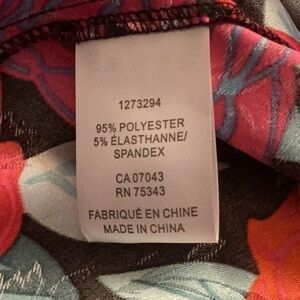 1273294
95% POLYESTER
5% ÉLASTHANNE/
SPANDEX
CA 07043
RN 75343
FABRIQUÉ EN CHINE
MADE IN CHINA